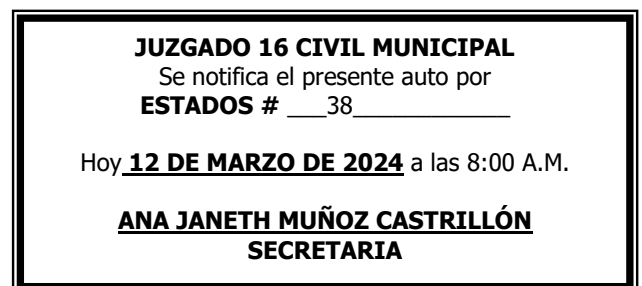 JUZGADO 16 CIVIL MUNICIPAL
Se notifica el presente auto por
ESTADOS # ___38____________
Hoy 12 DE MARZO DE 2024 a las 8:00 A.M.
ANA JANETH MUÑOZ CASTRILLÓN
SECRETARIA